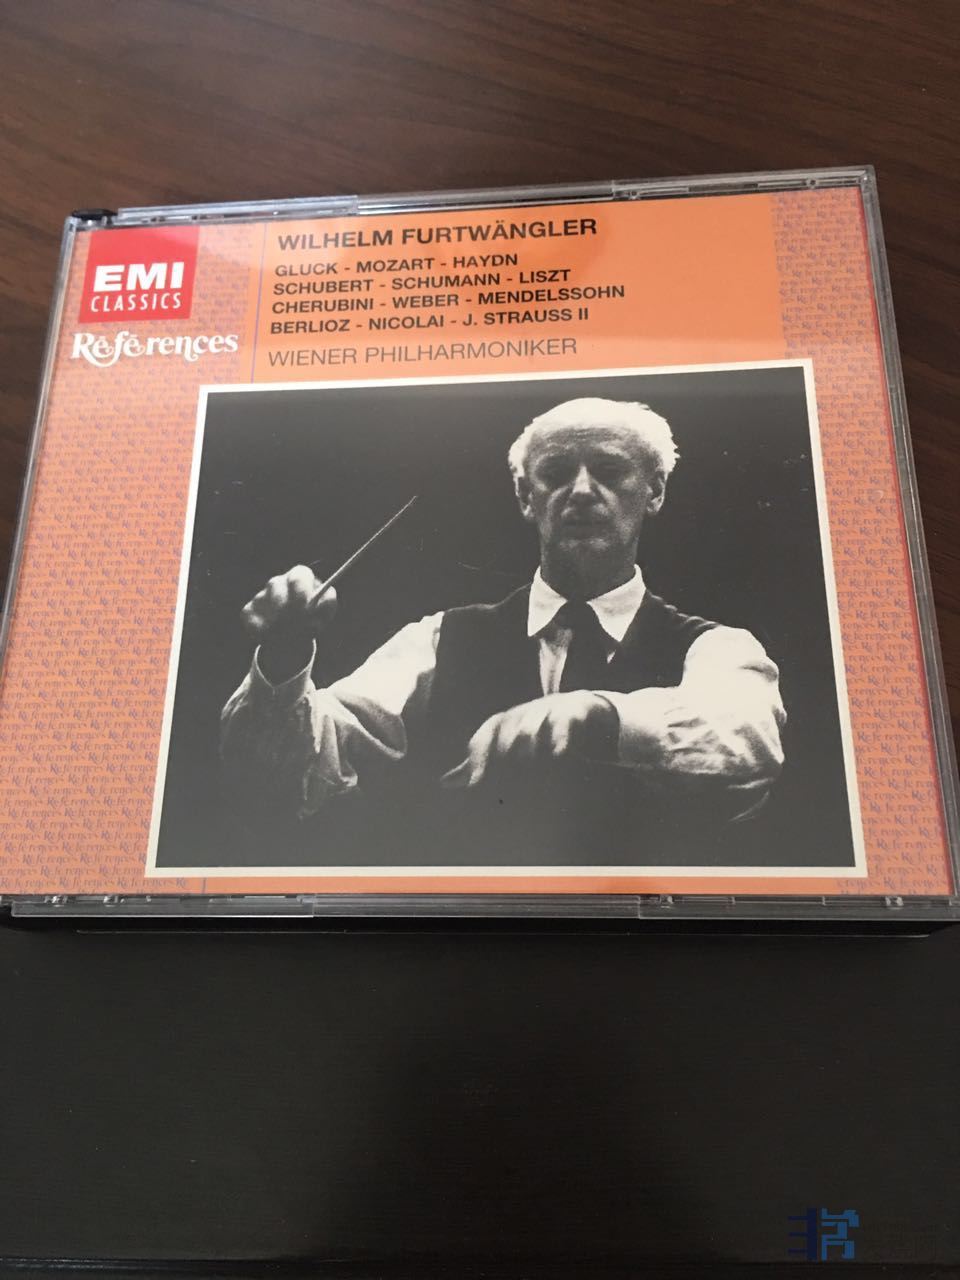 EMI
CLASSICS
Références
WILHELM FURTWÄNGLER
GLUCK - MOZART - HAYDN
SCHUBERT - SCHUMANN - LISZT
CHERUBINI - WEBER - MENDELSSOHN
BERLIOZ - NICOLAI - J. STRAUSS II
WIENER PHILHARMONIKER